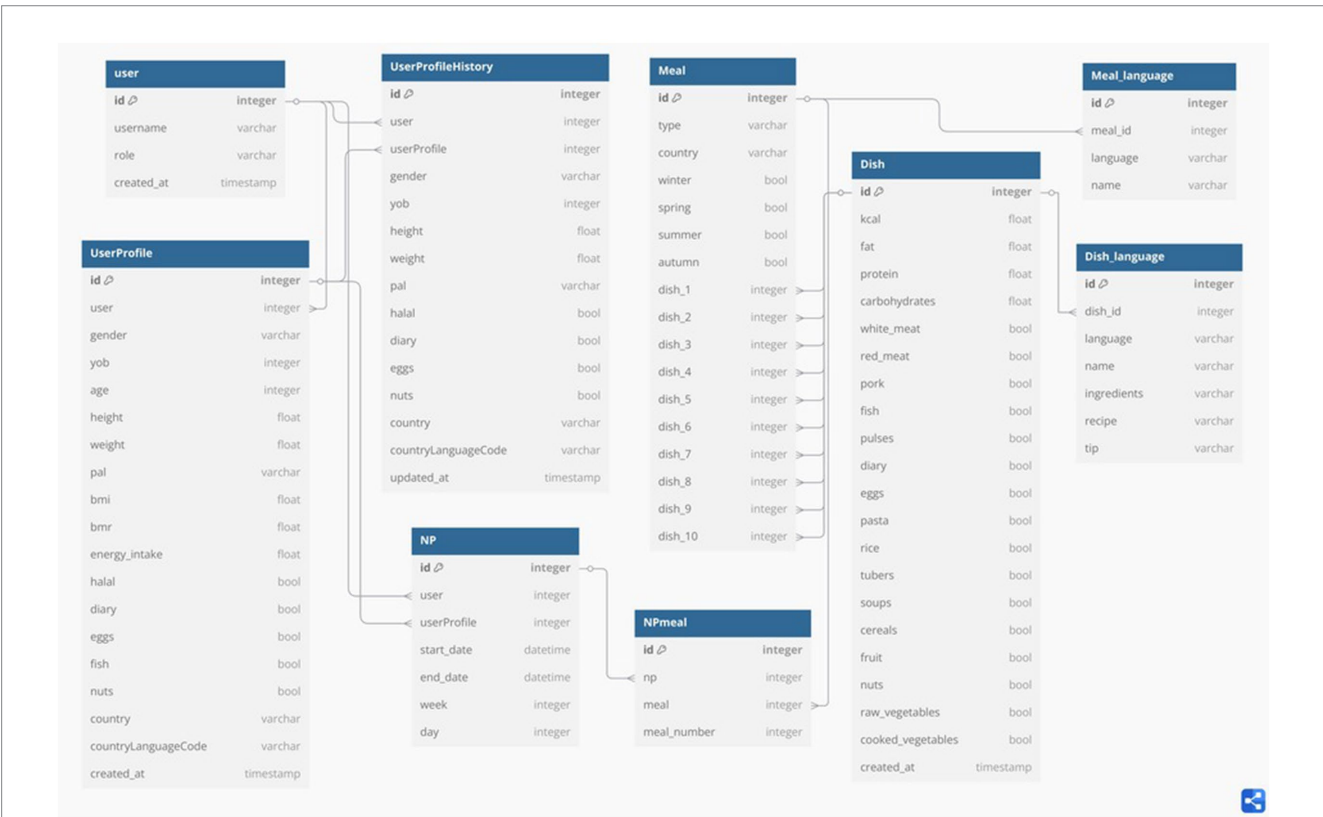 user
id integer
username varchar
role varchar
created_at timestamp
UserProfile
id integer
user integer
gender varchar
yob integer
age integer
height float
weight float
pal varchar
bmi float
bmr float
energy_intake float
halal bool
diary bool
eggs bool
fish bool
nuts bool
country varchar
countryLanguageCode varchar
created_at timestamp
UserProfileHistory
id integer
user integer
userProfile integer
gender varchar
yob integer
height float
weight float
pal varchar
halal bool
diary bool
eggs bool
nuts bool
country varchar
countryLanguageCode varchar
updated_at timestamp
NP
id integer
user integer
userProfile integer
start_date datetime
end_date datetime
week integer
day integer
Meal
id integer
type varchar
country varchar
winter bool
spring bool
summer bool
autumn bool
dish_1 integer
dish_2 integer
dish_3 integer
dish_4 integer
dish_5 integer
dish_6 integer
dish_7 integer
dish_8 integer
dish_9 integer
dish_10 integer
NPmeal
id integer
np integer
meal integer
meal_number integer
Dish
id integer
kcal float
fat float
protein float
carbohydrates float
white_meat bool
red_meat bool
pork bool
fish bool
pulses bool
diary bool
eggs bool
pasta bool
rice bool
tubers bool
soups bool
cereals bool
fruit bool
nuts bool
raw_vegetables bool
cooked_vegetables bool
created_at timestamp
Meal_language
id integer
meal_id integer
language varchar
name varchar
Dish_language
id integer
dish_id integer
language varchar
name varchar
ingredients varchar
recipe varchar
tip varchar